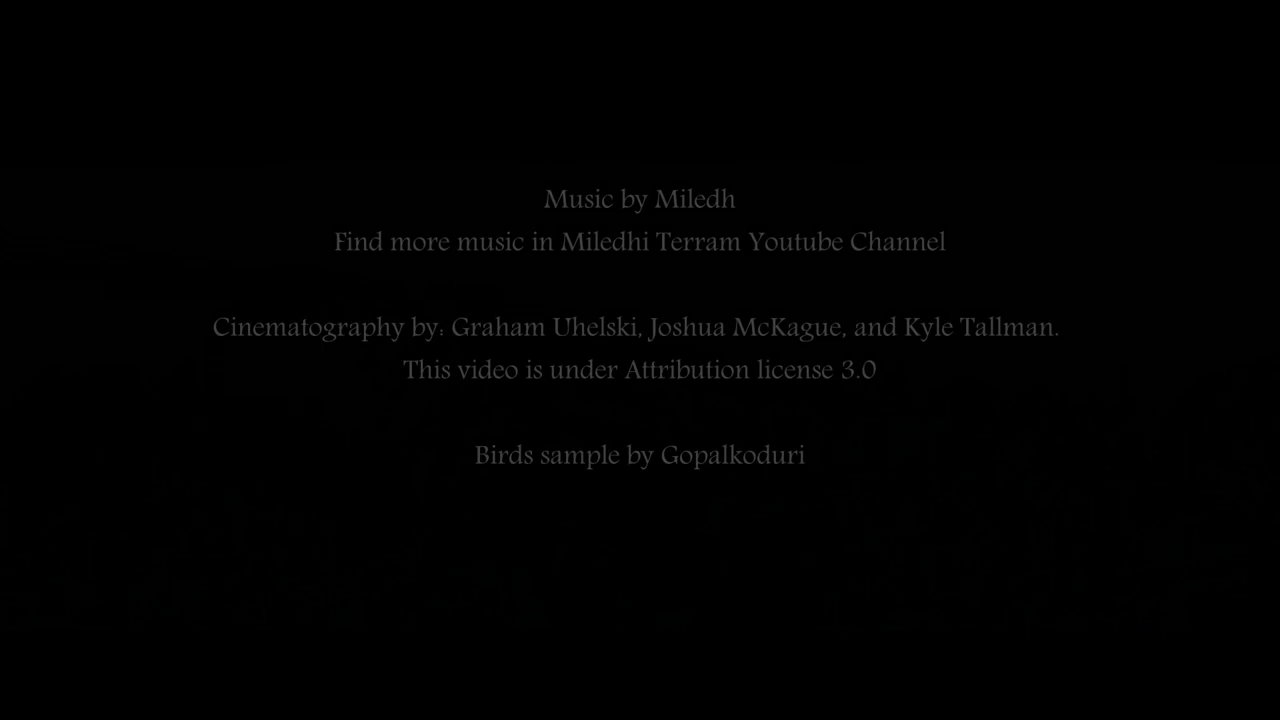 Music by Miledh
Find more music in Miledhi Terram Youtube Channel
Cinematography by: Graham Uhelski, Joshua McKague, and Kyle Tallman.
This video is under Attribution license 3.0
Birds sample by Gopalkoduri